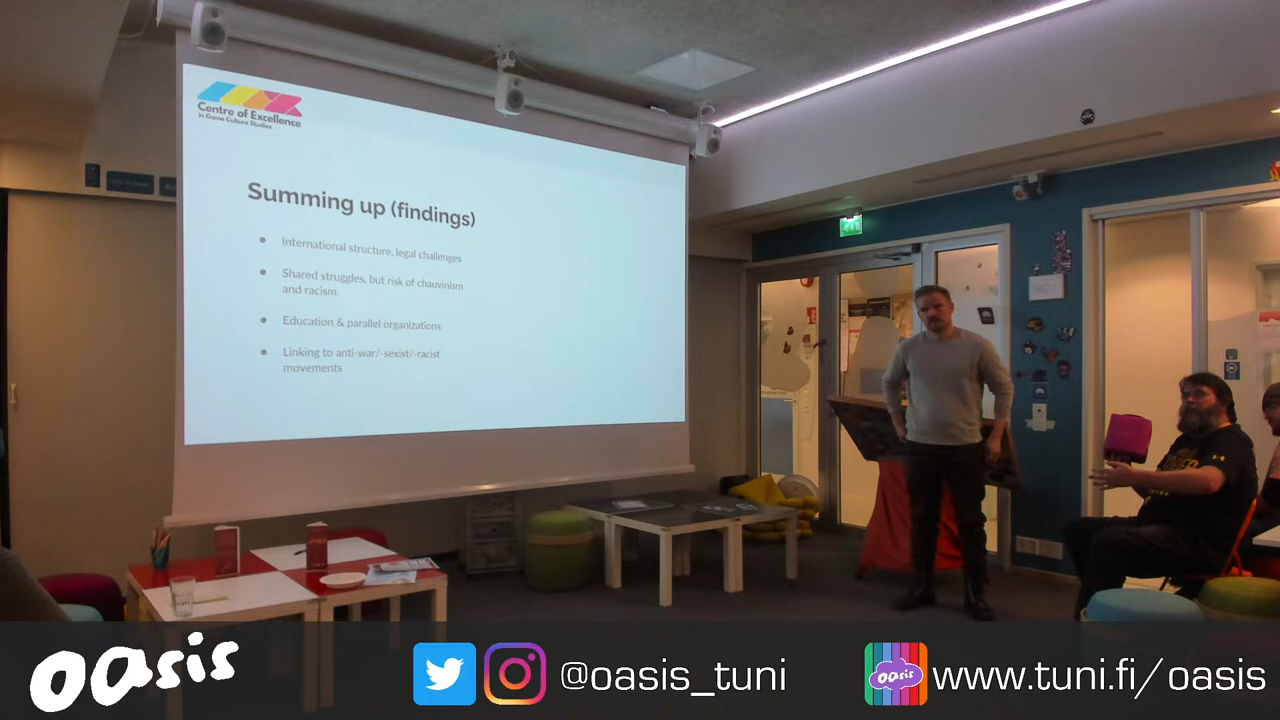 Centre of Excellence
in Game Culture Studies
Summing up (findings)
International structure, legal challenges
Shared struggles, but risk of chauvinism
and racism
Education & parallel organizations
Linking to anti-war/-sexist/-racist
movements
oasis
@oasis_tuni
oasis
www.tuni.fi/oasis